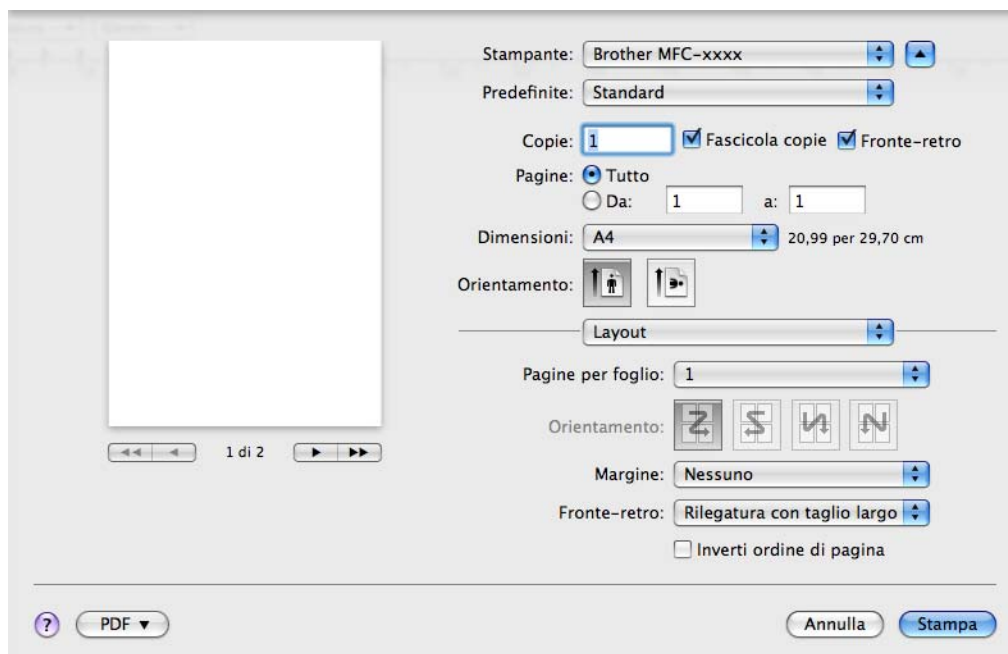 Stampante: Brother MFC-xxxx
Predefinite: Standard
Copie: 1 Fascicola copie Fronte-retro
Pagine: Tutto
Da: 1 a: 1
Dimensioni: A4 20,99 per 29,70 cm
Orientamento:
Layout
Pagine per foglio: 1
Orientamento:
1 di 2
Margine: Nessuno
Fronte-retro: Rilegatura con taglio largo
Inverti ordine di pagina
? PDF Annulla Stampa